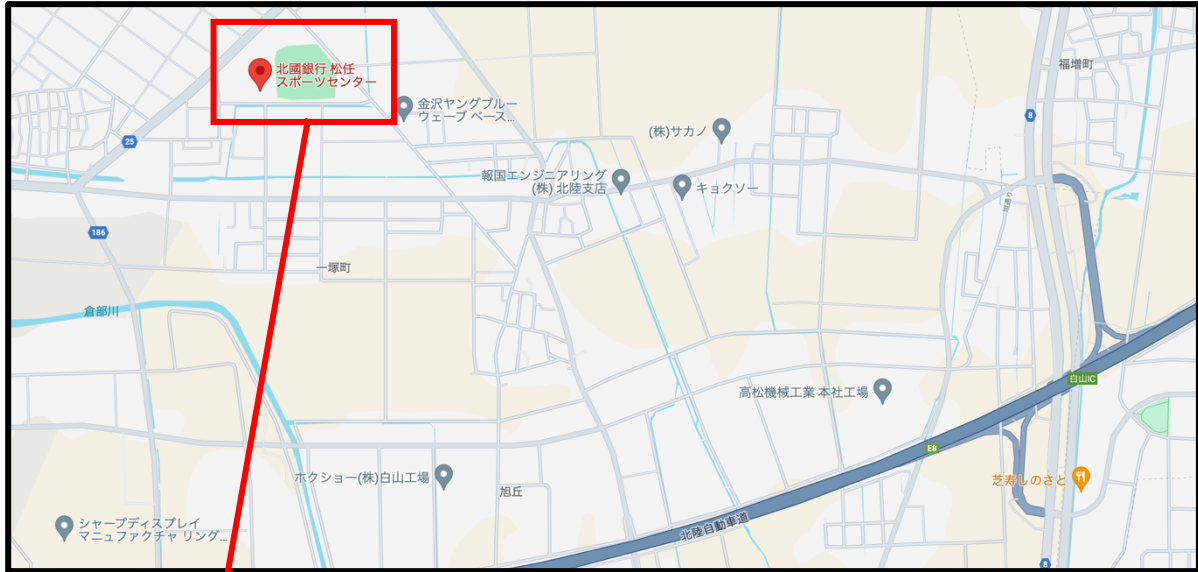 北國銀行 松任
スポーツセンター
金沢ヤングブルー
ウェーブ ベース...
福増町
8
25
(株)サカノ
報国エンジニアリング
(株) 北陸支店
キョクソー
186
一塚町
倉部川
白山IC
高松機械工業 本社工場
E8
ホクショー(株)白山工場
旭丘
芝寿しのさと
シャープディスプレイ
マニュファクチャ リング...
北陸自動車道
8